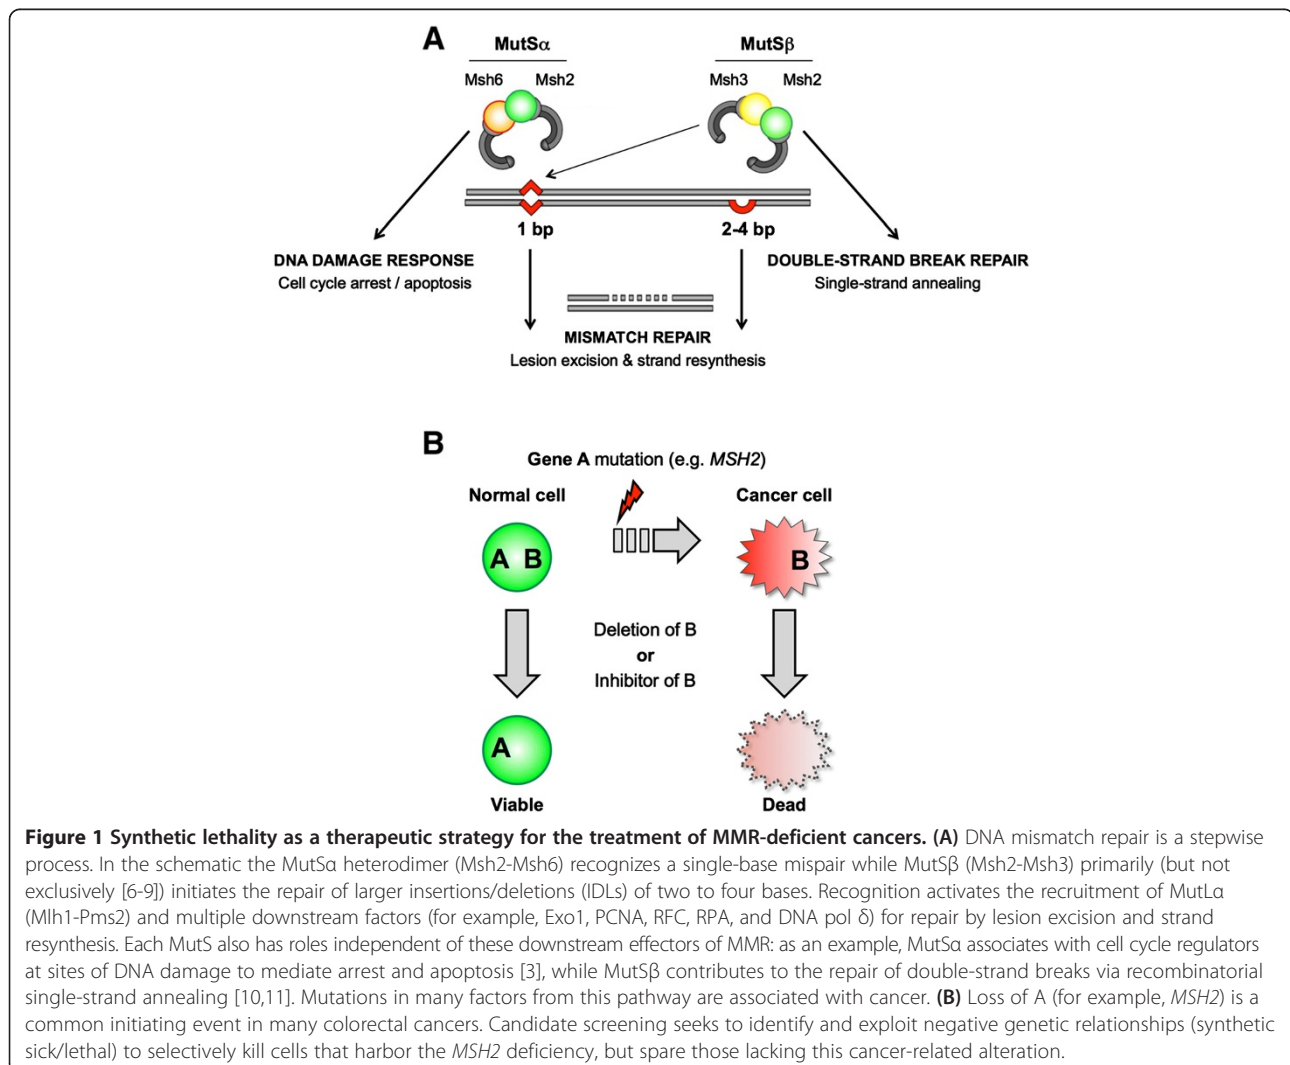 A
MutSα
MutSβ
Msh6
Msh2
Msh3
Msh2
1 bp
2-4 bp
DNA DAMAGE RESPONSE
Cell cycle arrest / apoptosis
DOUBLE-STRAND BREAK REPAIR
Single-strand annealing
MISMATCH REPAIR
Lesion excision & strand resynthesis
B
Gene A mutation (e.g. MSH2)
Normal cell
Cancer cell
A B
B
Deletion of B
or
Inhibitor of B
A
Viable
Dead
Figure 1 Synthetic lethality as a therapeutic strategy for the treatment of MMR-deficient cancers. (A) DNA mismatch repair is a stepwise
process. In the schematic the MutSα heterodimer (Msh2-Msh6) recognizes a single-base mispair while MutSβ (Msh2-Msh3) primarily (but not
exclusively [6-9]) initiates the repair of larger insertions/deletions (IDLs) of two to four bases. Recognition activates the recruitment of MutLα
(Mlh1-Pms2) and multiple downstream factors (for example, Exo1, PCNA, RFC, RPA, and DNA pol δ) for repair by lesion excision and strand
resynthesis. Each MutS also has roles independent of these downstream effectors of MMR: as an example, MutSα associates with cell cycle regulators
at sites of DNA damage to mediate arrest and apoptosis [3], while MutSβ contributes to the repair of double-strand breaks via recombinatorial
single-strand annealing [10,11]. Mutations in many factors from this pathway are associated with cancer. (B) Loss of A (for example, MSH2) is a
common initiating event in many colorectal cancers. Candidate screening seeks to identify and exploit negative genetic relationships (synthetic
sick/lethal) to selectively kill cells that harbor the MSH2 deficiency, but spare those lacking this cancer-related alteration.